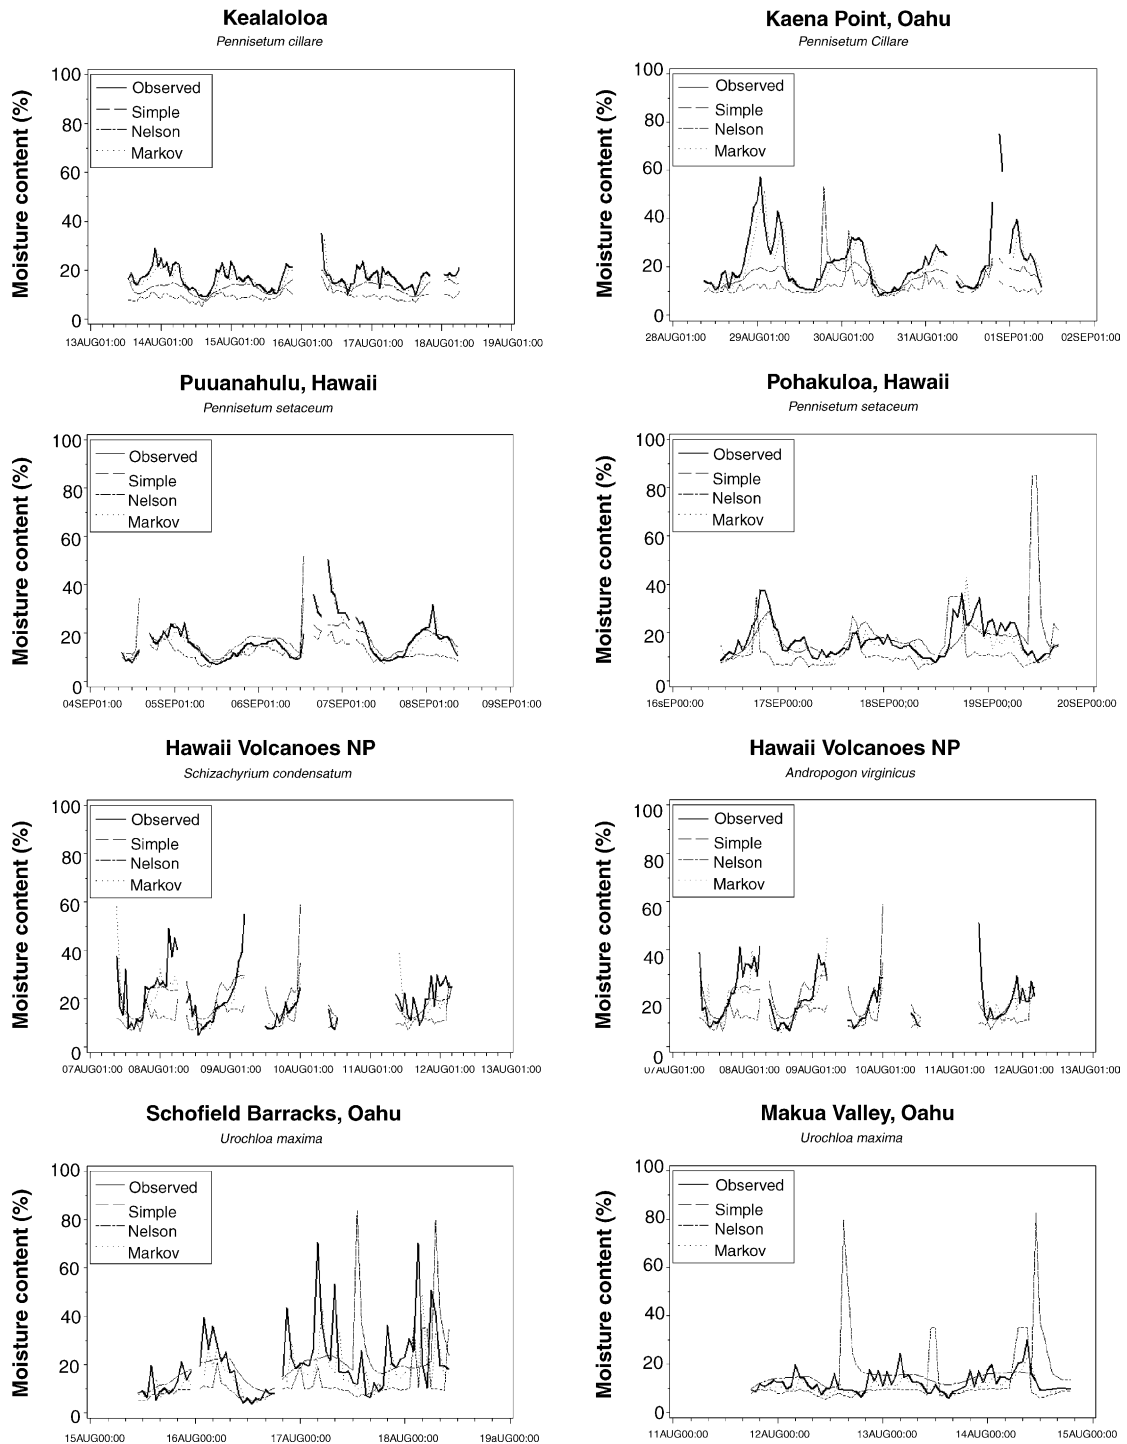 Kealaloloa
Pennisetum cillare
Moisture content (%)
100
80
60
40
20
0
Observed
Simple
Nelson
Markov
13AUG01:00 14AUG01:00 15AUG01:00 16AUG01:00 17AUG01:00 18AUG01:00 19AUG01:00
Kaena Point, Oahu
Pennisetum Cillare
Moisture content (%)
100
80
60
40
20
0
Observed
Simple
Nelson
Markov
28AUG01:00 29AUG01:00 30AUG01:00 31AUG01:00 01SEP01:00 02SEP01:00
Puuanahulu, Hawaii
Pennisetum setaceum
Moisture content (%)
100
80
60
40
20
0
Observed
Simple
Nelson
Markov
04SEP01:00 05SEP01:00 06SEP01:00 07SEP01:00 08SEP01:00 09SEP01:00
Pohakuloa, Hawaii
Pennisetum setaceum
Moisture content (%)
100
80
60
40
20
0
Observed
Simple
Nelson
Markov
16sEP00:00 17SEP00:00 18SEP00;00 19SEP00;00 20SEP00:00
Hawaii Volcanoes NP
Schizachyrium condensatum
Moisture content (%)
100
80
60
40
20
0
Observed
Simple
Nelson
Markov
07AUG01:00 08AUG01:00 09AUG01:00 10AUG01:00 11AUG01:00 12AUG01:00 13AUG01:00
Hawaii Volcanoes NP
Andropogon virginicus
Moisture content (%)
100
80
60
40
20
0
Observed
Simple
Nelson
Markov
07AUG01:00 08AUG01:00 09AUG01:00 10AUG01:00 11AUG01:00 12AUG01:00 13AUG01:00
Schofield Barracks, Oahu
Urochloa maxima
Moisture content (%)
100
80
60
40
20
0
Observed
Simple
Nelson
Markov
15AUG00:00 16AUG00:00 17AUG00:00 18AUG00:00 19aUG00:00
Makua Valley, Oahu
Urochloa maxima
Moisture content (%)
100
80
60
40
20
0
Observed
Simple
Nelson
Markov
11AUG00:00 12AUG00:00 13AUG00:00 14AUG00:00 15AUG00:00